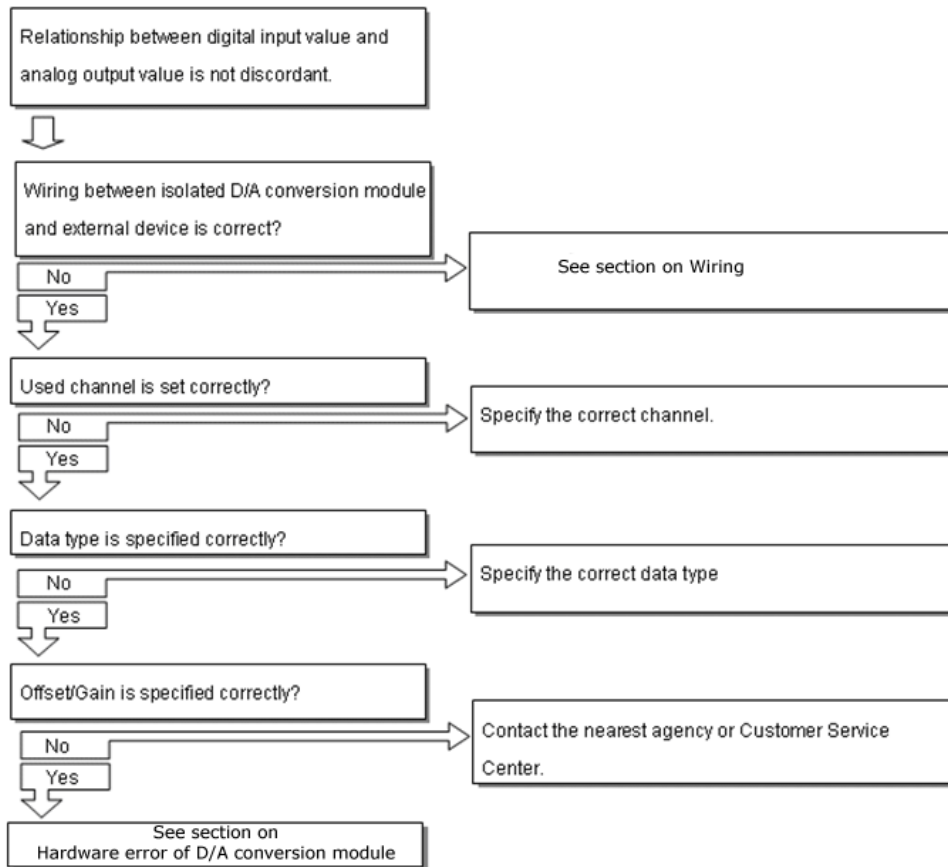 Relationship between digital input value and
analog output value is not discordant.
Wiring between isolated D/A conversion module
and external device is correct?
No
See section on Wiring
Yes
Used channel is set correctly?
No
Specify the correct channel.
Yes
Data type is specified correctly?
No
Specify the correct data type
Yes
Offset/Gain is specified correctly?
No
Contact the nearest agency or Customer Service
Center.
Yes
See section on
Hardware error of D/A conversion module